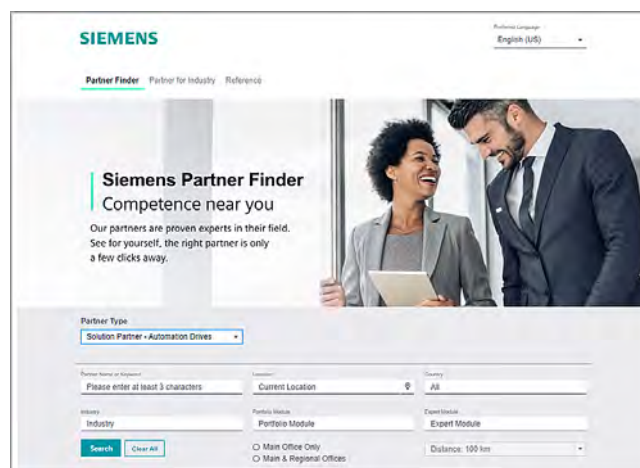 Preferred Language
SIEMENS
English (US)
Partner Finder Partner for Industry Reference
Siemens Partner Finder
Competence near you
Our partners are proven experts in their field.
See for yourself, the right partner is only
a few clicks away.
Partner Type
Solution Partner - Automation Drives
Partner Name or Keyword Location Country
Please enter at least 3 characters Current Location All
Industry Portfolio Module Expert Module
Industry Portfolio Module Expert Module
Search Clear All Main Office Only Distance: 100 km
Main & Regional Offices